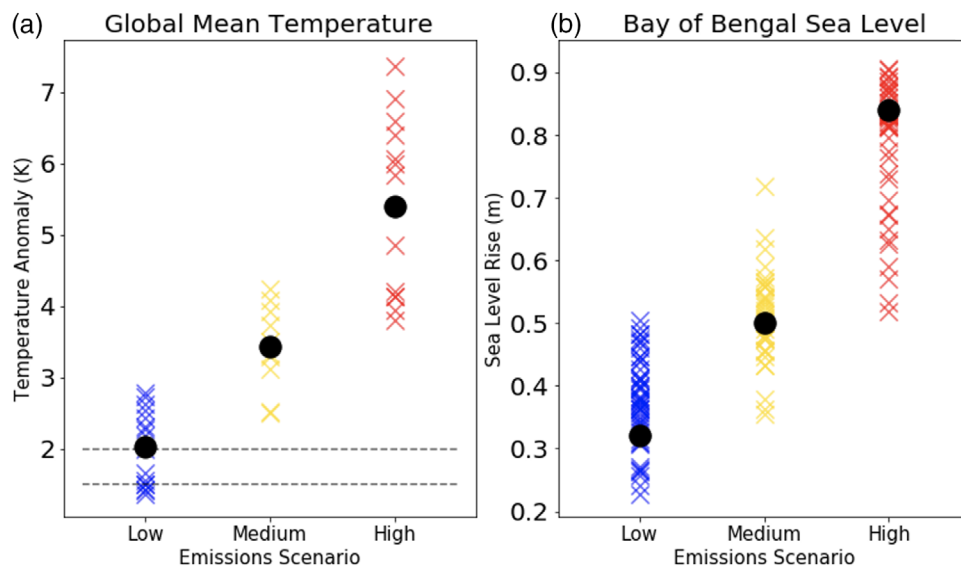 (a) Global Mean Temperature
Temperature Anomaly (K)
7
6
5
4
3
2
Low Medium High
Emissions Scenario
(b) Bay of Bengal Sea Level
Sea Level Rise (m)
0.9
0.8
0.7
0.6
0.5
0.4
0.3
0.2
Low Medium High
Emissions Scenario